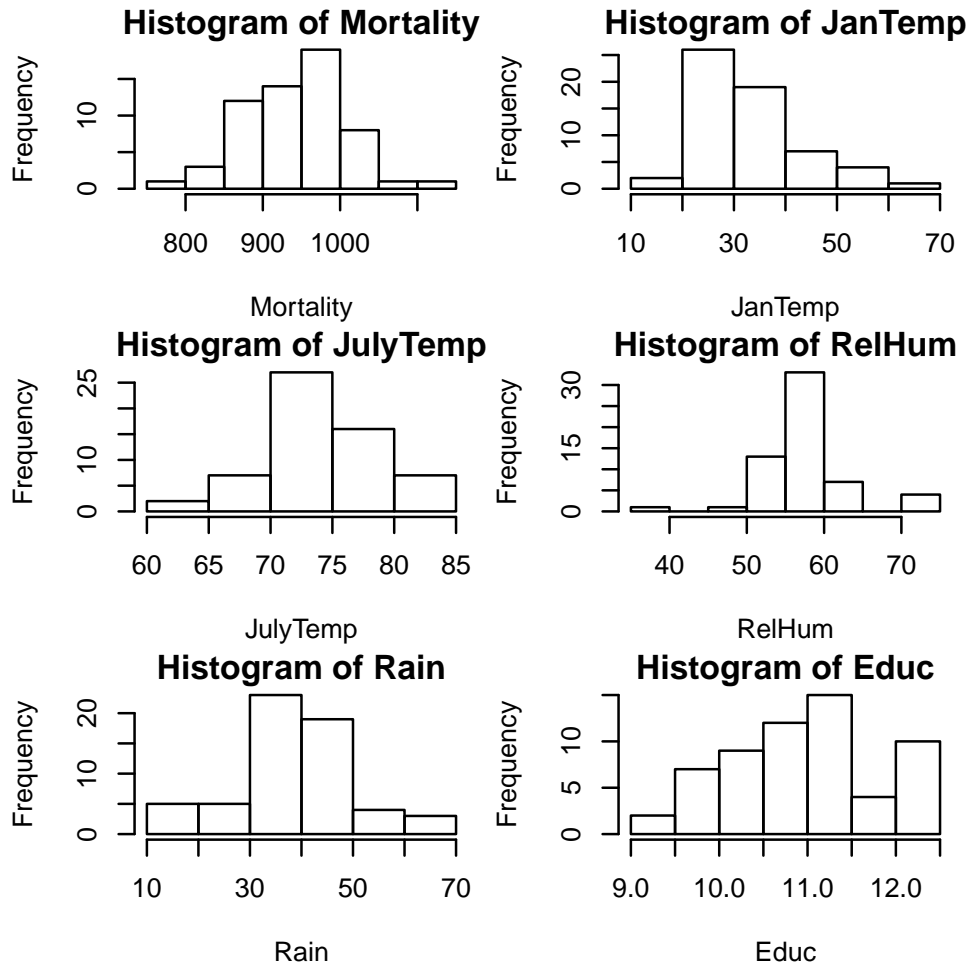 Histogram of Mortality
Frequency
0 10
800 900 1000
Mortality
Histogram of JanTemp
Frequency
0 10 20
10 30 50 70
JanTemp
Histogram of JulyTemp
Frequency
0 10 25
60 65 70 75 80 85
JulyTemp
Histogram of RelHum
Frequency
0 15 30
40 50 60 70
RelHum
Histogram of Rain
Frequency
0 10 20
10 30 50 70
Rain
Histogram of Educ
Frequency
0 5 10
9.0 10.0 11.0 12.0
Educ